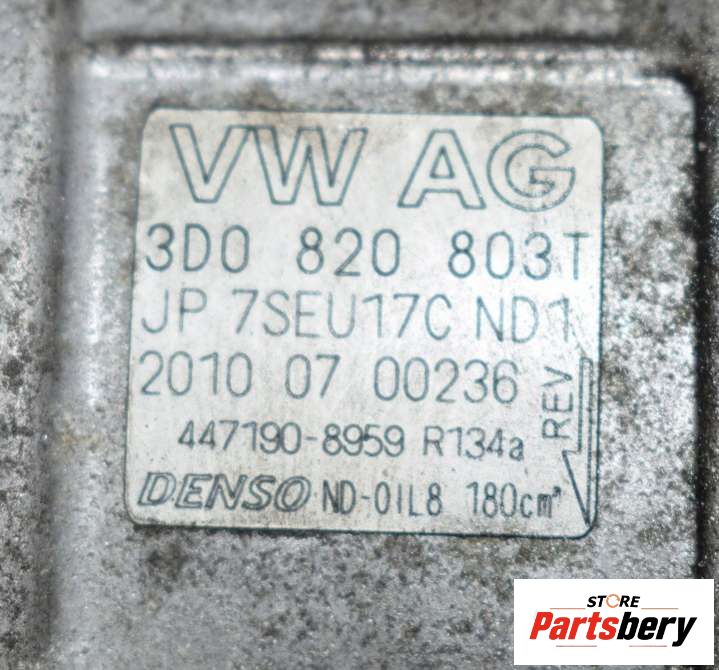 VW AG
3D0 820 803T
JP 7SEU17C ND1
2010 07 00236
447190-8959 R134a
REV
DENSO ND-OIL8 180cm³
STORE
Partsbery